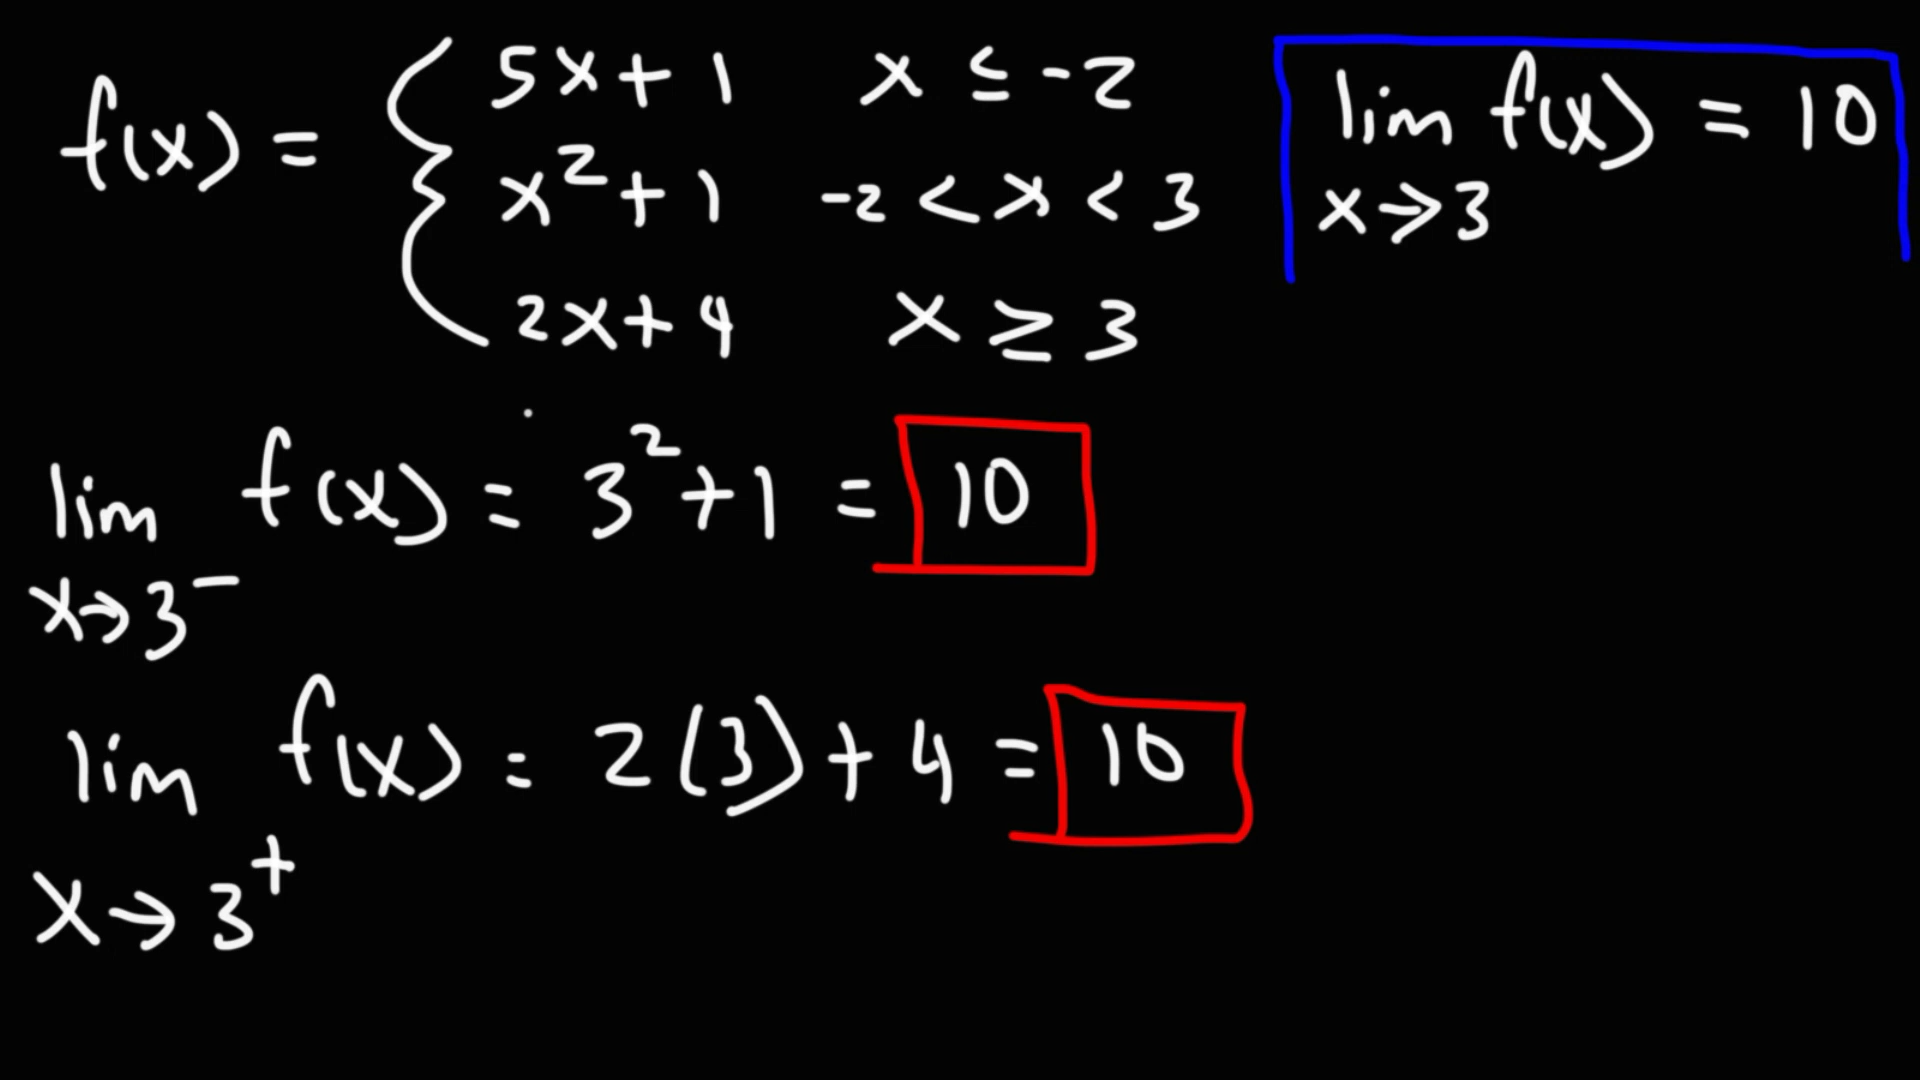 f(x) = { 5x+1 x ≤ -2
x²+1 -2 < x < 3
2x+4 x ≥ 3
lim f(x) = 10
x→3
lim f(x) = 3²+1 = 10
x→3⁻
lim f(x) = 2(3)+4 = 10
x→3⁺